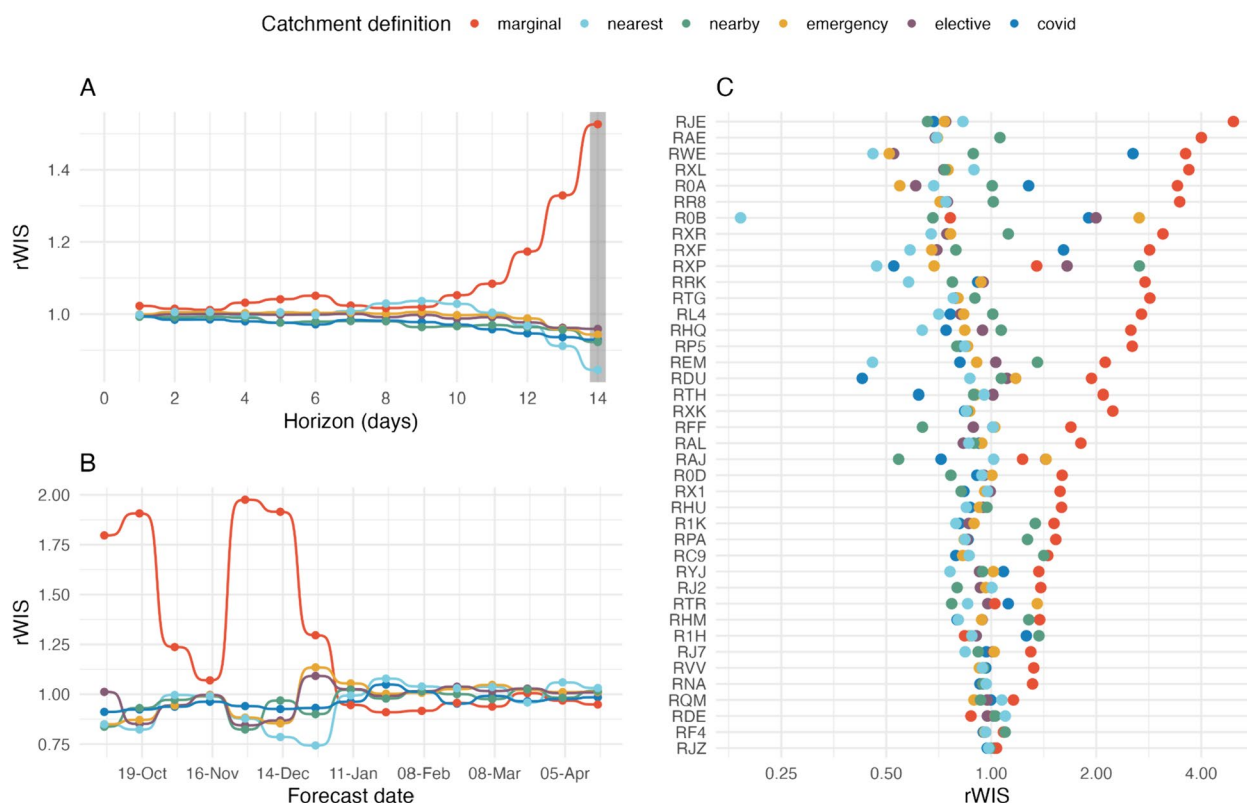 Catchment definition marginal nearest nearby emergency elective covid
A
1.4
1.2
1.0
rWIS
0 2 4 6 8 10 12 14
Horizon (days)
B
2.00
1.75
1.50
1.25
1.00
0.75
rWIS
19-Oct 16-Nov 14-Dec 11-Jan 08-Feb 08-Mar 05-Apr
Forecast date
C
RJE
RAE
RWE
RXL
R0A
RR8
R0B
RXR
RXF
RXP
RRK
RTG
RL4
RHQ
RP5
REM
RDU
RTH
RXK
RFF
RAL
RAJ
R0D
RX1
RHU
R1K
RPA
RC9
RYJ
RJ2
RTR
RHM
R1H
RJ7
RVV
RNA
RQM
RDE
RF4
RJZ
0.25 0.50 1.00 2.00 4.00
rWIS